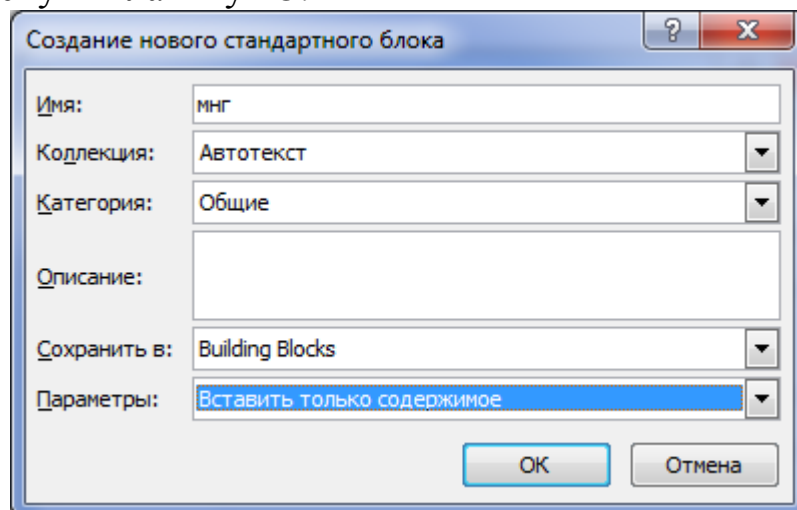 Создание нового стандартного блока
Имя: мнг
Коллекция: Автотекст
Категория: Общие
Описание:
Сохранить в: Building Blocks
Параметры: Вставить только содержимое
ОК Отмена